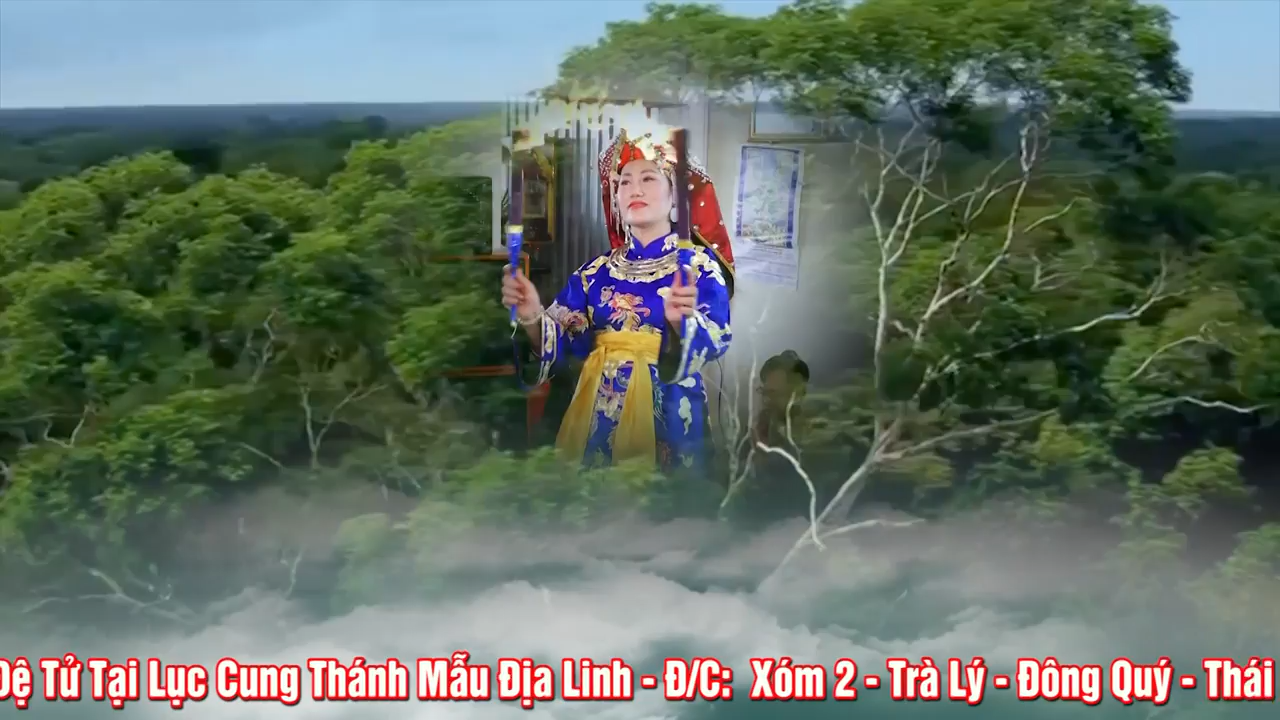 Đệ Tử Tại Lục Cung Thánh Mẫu Địa Linh - Đ/C: Xóm 2 - Trà Lý - Đông Quý - Thái